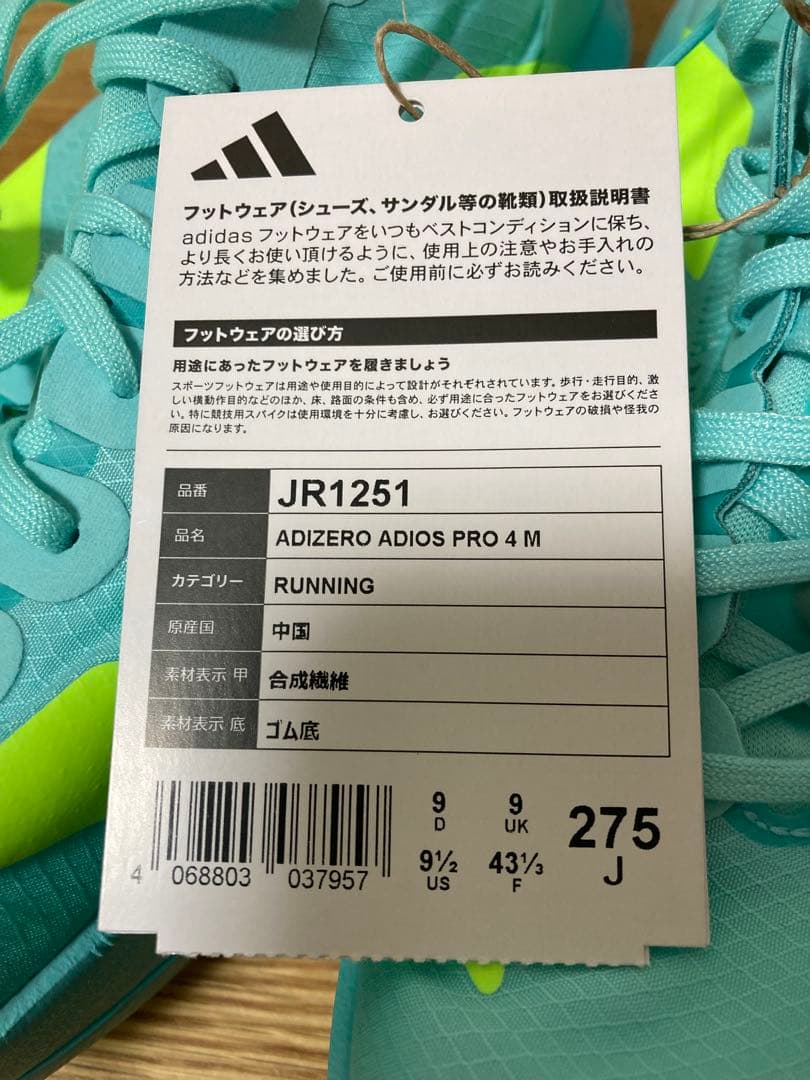 フットウェア(シューズ、サンダル等の靴類)取扱説明書
adidas フットウェアをいつもベストコンディションに保ち、
より長くお使い頂けるように、使用上の注意やお手入れの
方法などを集めました。ご使用前に必ずお読みください。
フットウェアの選び方
用途にあったフットウェアを履きましょう
スポーツフットウェアは用途や使用目的によって設計がそれぞれされています。歩行・走行目的、激
しい横動作目的などのほか、床、路面の条件も含め、必ず用途に合ったフットウェアをお選びくださ
い。特に競技用スパイクは使用環境を十分に考慮し、お選びください。フットウェアの破損や怪我の
原因になります。
品番 JR1251
品名 ADIZERO ADIOS PRO 4 M
カテゴリー RUNNING
原産国 中国
素材表示 甲 合成繊維
素材表示 底 ゴム底
9 9 275
D UK J
9½ 43⅓
US F
4 068803 037957